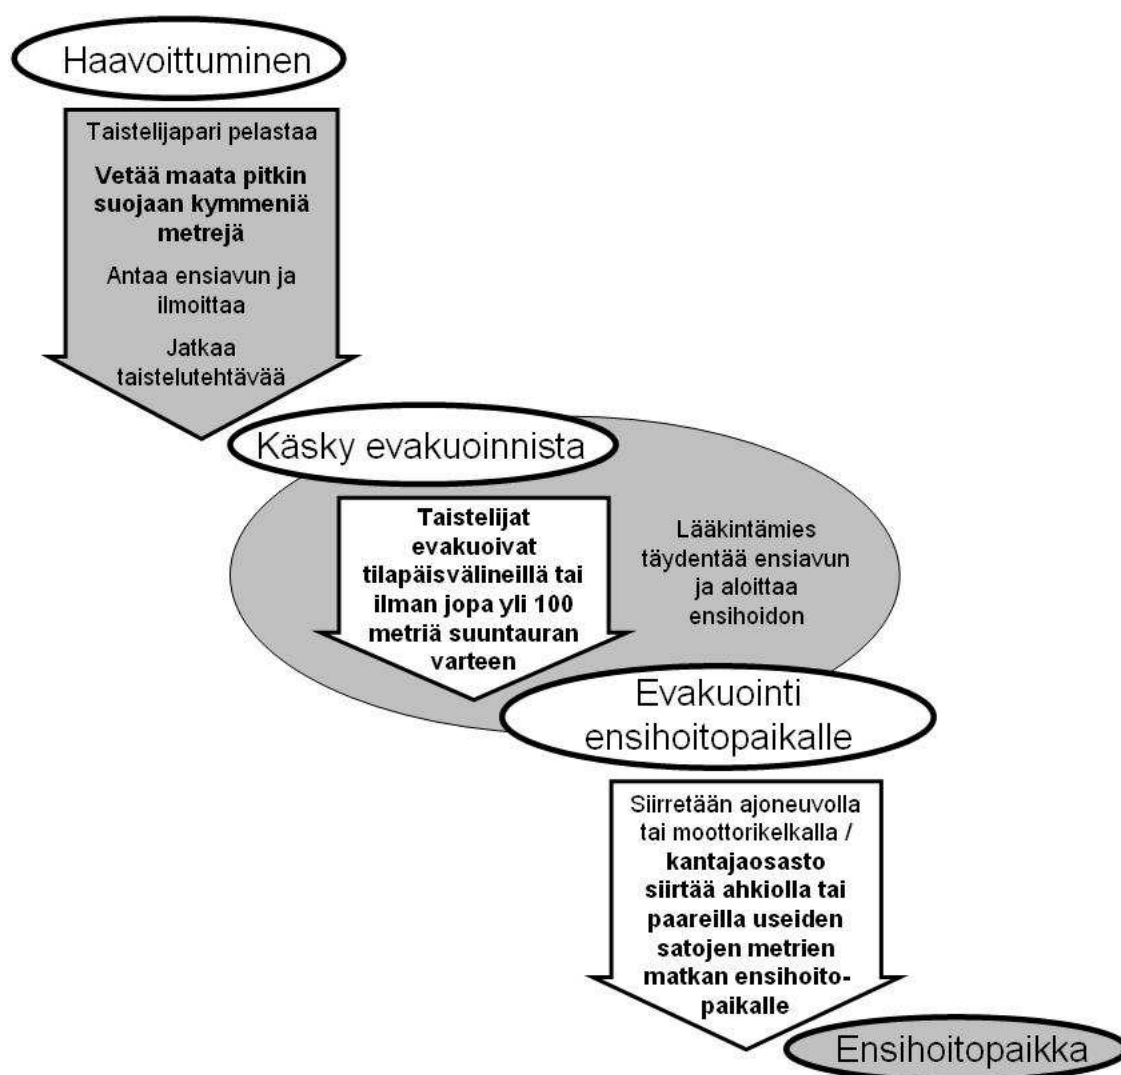 Haavoittuminen
Taistelijapari pelastaa
Vetää maata pitkin
suojaan kymmeniä
metrejä
Antaa ensiavun ja
ilmoittaa
Jatkaa
taistelutehtävää
Käsky evakuoinnista
Taistelijat
evakuoivat
tilapäisvälineillä tai
ilman jopa yli 100
metriä suuntauran
varteen
Lääkintämies
täydentää ensiavun
ja aloittaa
ensihoidon
Evakuointi
ensihoitopaikalle
Siirretään ajoneuvolla
tai moottorikelkalla /
kantajaosasto
siirtää ahkiolla tai
paareilla useiden
satojen metrien
matkan ensihoito-
paikalle
Ensihoitopaikka